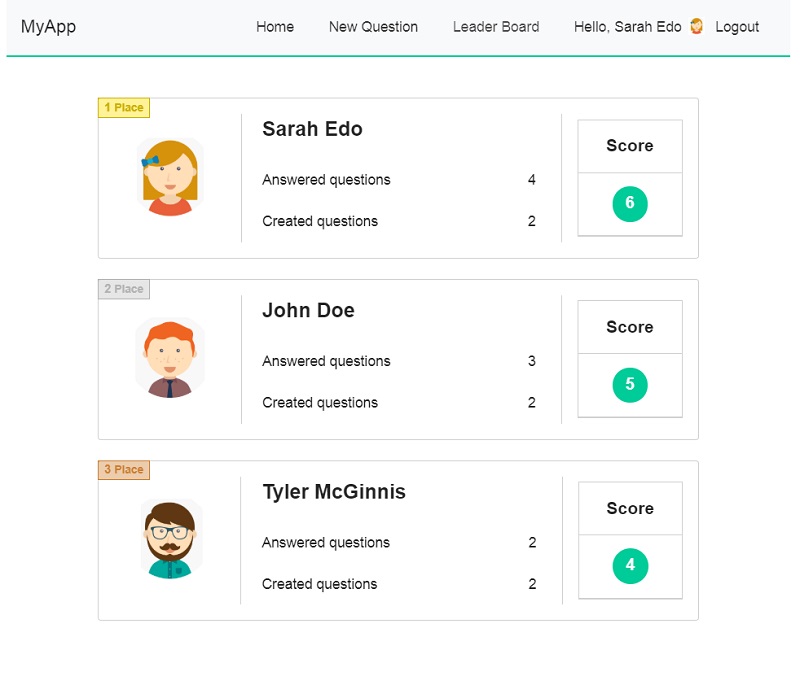 MyApp Home New Question Leader Board Hello, Sarah Edo Logout
1 Place
Sarah Edo
Answered questions 4
Created questions 2
Score
6
2 Place
John Doe
Answered questions 3
Created questions 2
Score
5
3 Place
Tyler McGinnis
Answered questions 2
Created questions 2
Score
4